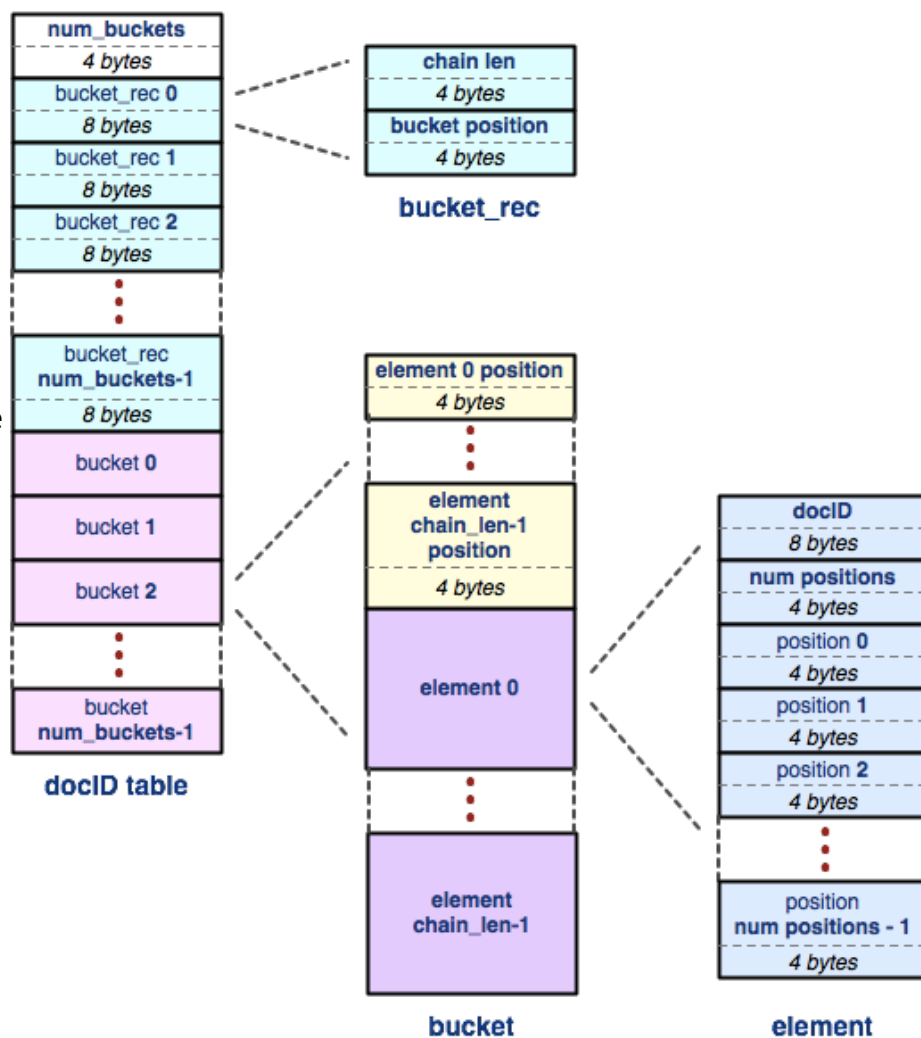 num_buckets
4 bytes
bucket_rec 0
8 bytes
bucket_rec 1
8 bytes
bucket_rec 2
8 bytes
bucket_rec
num_buckets-1
8 bytes
e
bucket 0
bucket 1
bucket 2
bucket
num_buckets-1
docID table
chain len
4 bytes
bucket position
4 bytes
bucket_rec
element 0 position
4 bytes
element
chain_len-1
position
4 bytes
element 0
element
chain_len-1
bucket
docID
8 bytes
num positions
4 bytes
position 0
4 bytes
position 1
4 bytes
position 2
4 bytes
position
num positions - 1
4 bytes
element